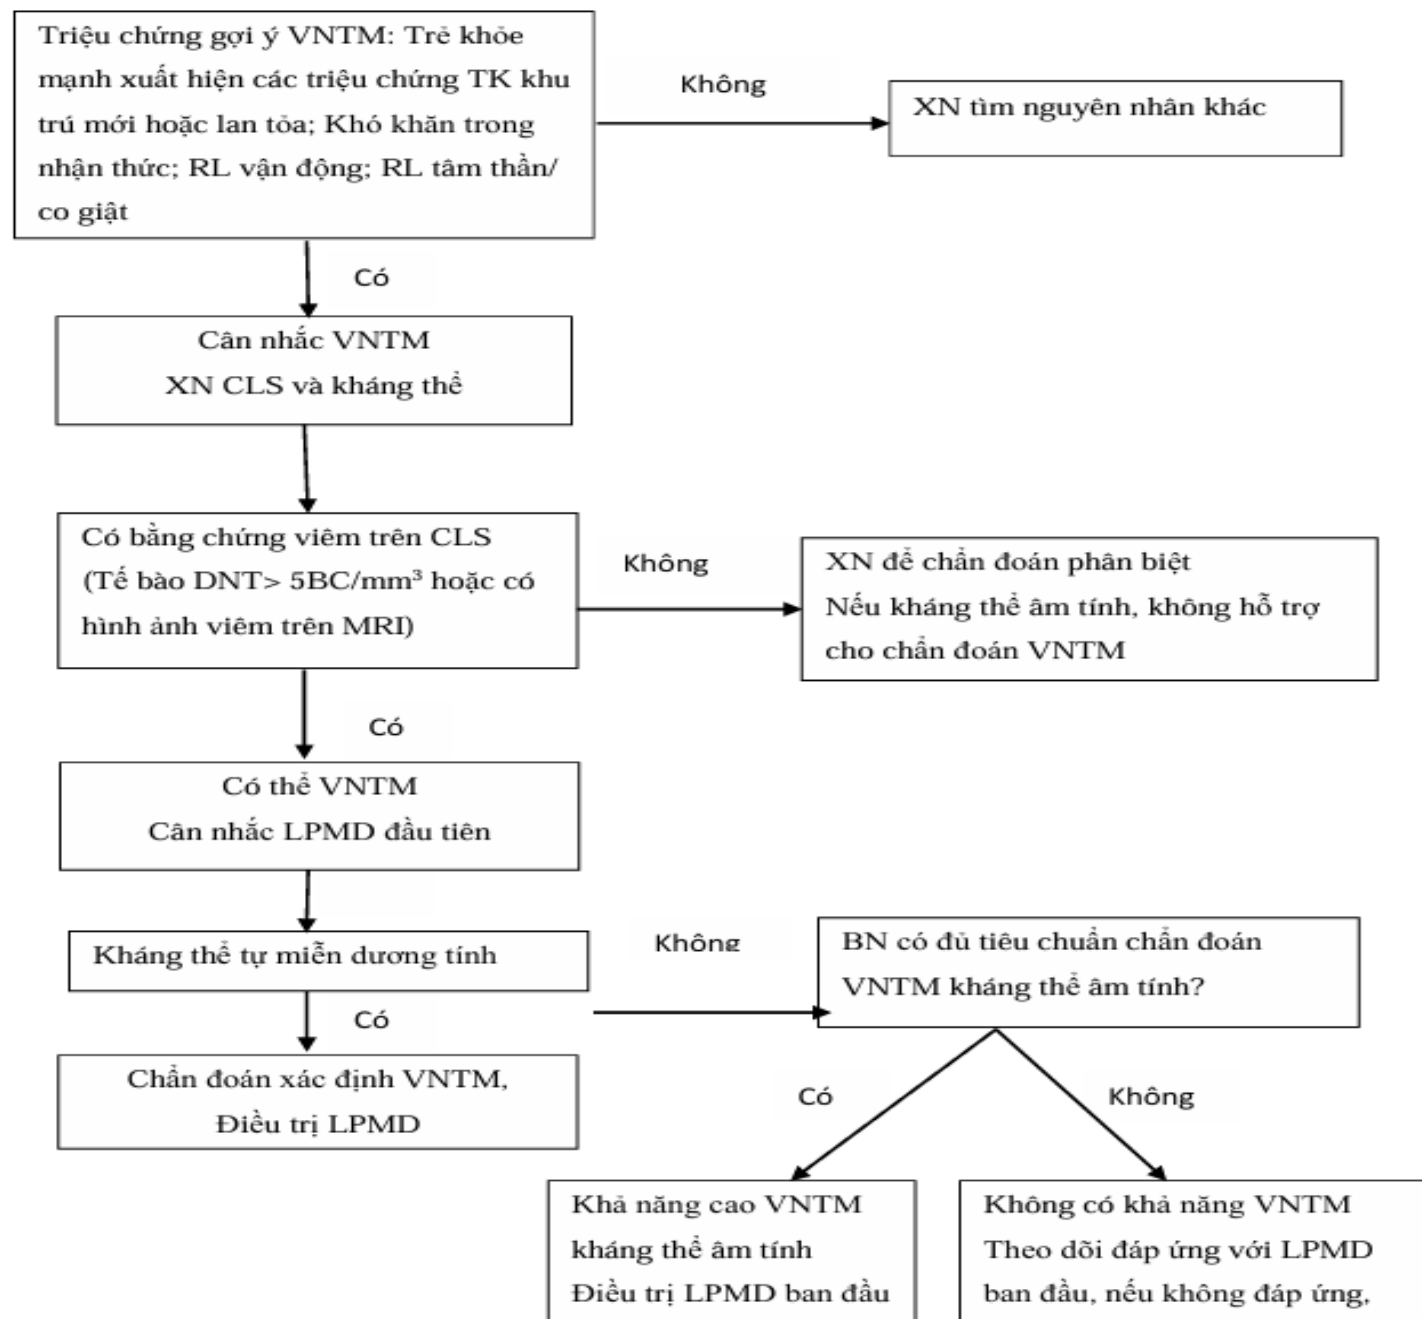 Triệu chứng gợi ý VNTM: Trẻ khỏe
mạnh xuất hiện các triệu chứng TK khu
trú mới hoặc lan tỏa; Khó khăn trong
nhận thức; RL vận động; RL tâm thần/
co giật
Không
XN tìm nguyên nhân khác
Có
Cân nhắc VNTM
XN CLS và kháng thể
Có bằng chứng viêm trên CLS
(Tế bào DNT> 5BC/mm³ hoặc có
hình ảnh viêm trên MRI)
Không
XN để chẩn đoán phân biệt
Nếu kháng thể âm tính, không hỗ trợ
cho chẩn đoán VNTM
Có
Có thể VNTM
Cân nhắc LPMD đầu tiên
Kháng thể tự miễn dương tính
Không
BN có đủ tiêu chuẩn chẩn đoán
VNTM kháng thể âm tính?
Có
Chẩn đoán xác định VNTM,
Điều trị LPMD
Có
Không
Khả năng cao VNTM
kháng thể âm tính
Điều trị LPMD ban đầu
Không có khả năng VNTM
Theo dõi đáp ứng với LPMD
ban đầu, nếu không đáp ứng,